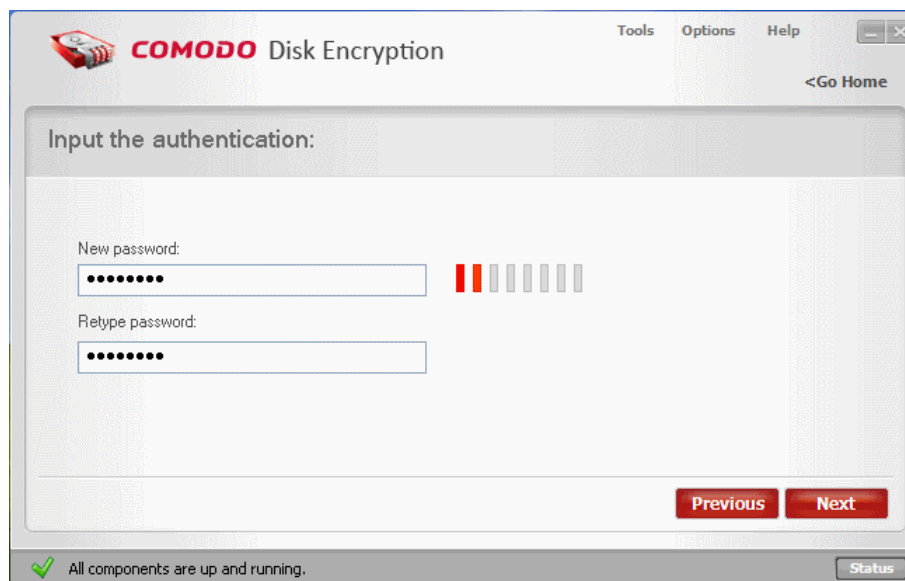 COMODO Disk Encryption
Tools Options Help
<Go Home
Input the authentication:
New password:
••••••••
Retype password:
••••••••
Previous Next
All components are up and running.
Status